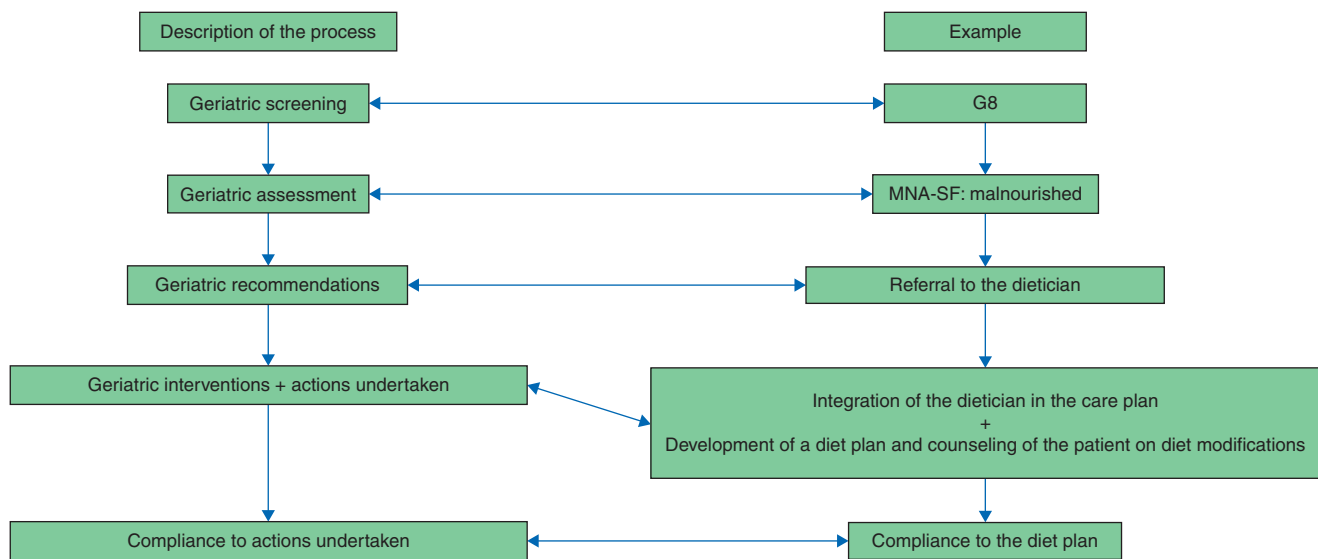 Description of the process
Example
Geriatric screening
G8
Geriatric assessment
MNA-SF: malnourished
Geriatric recommendations
Referral to the dietician
Geriatric interventions + actions undertaken
Integration of the dietician in the care plan
+
Development of a diet plan and counseling of the patient on diet modifications
Compliance to actions undertaken
Compliance to the diet plan